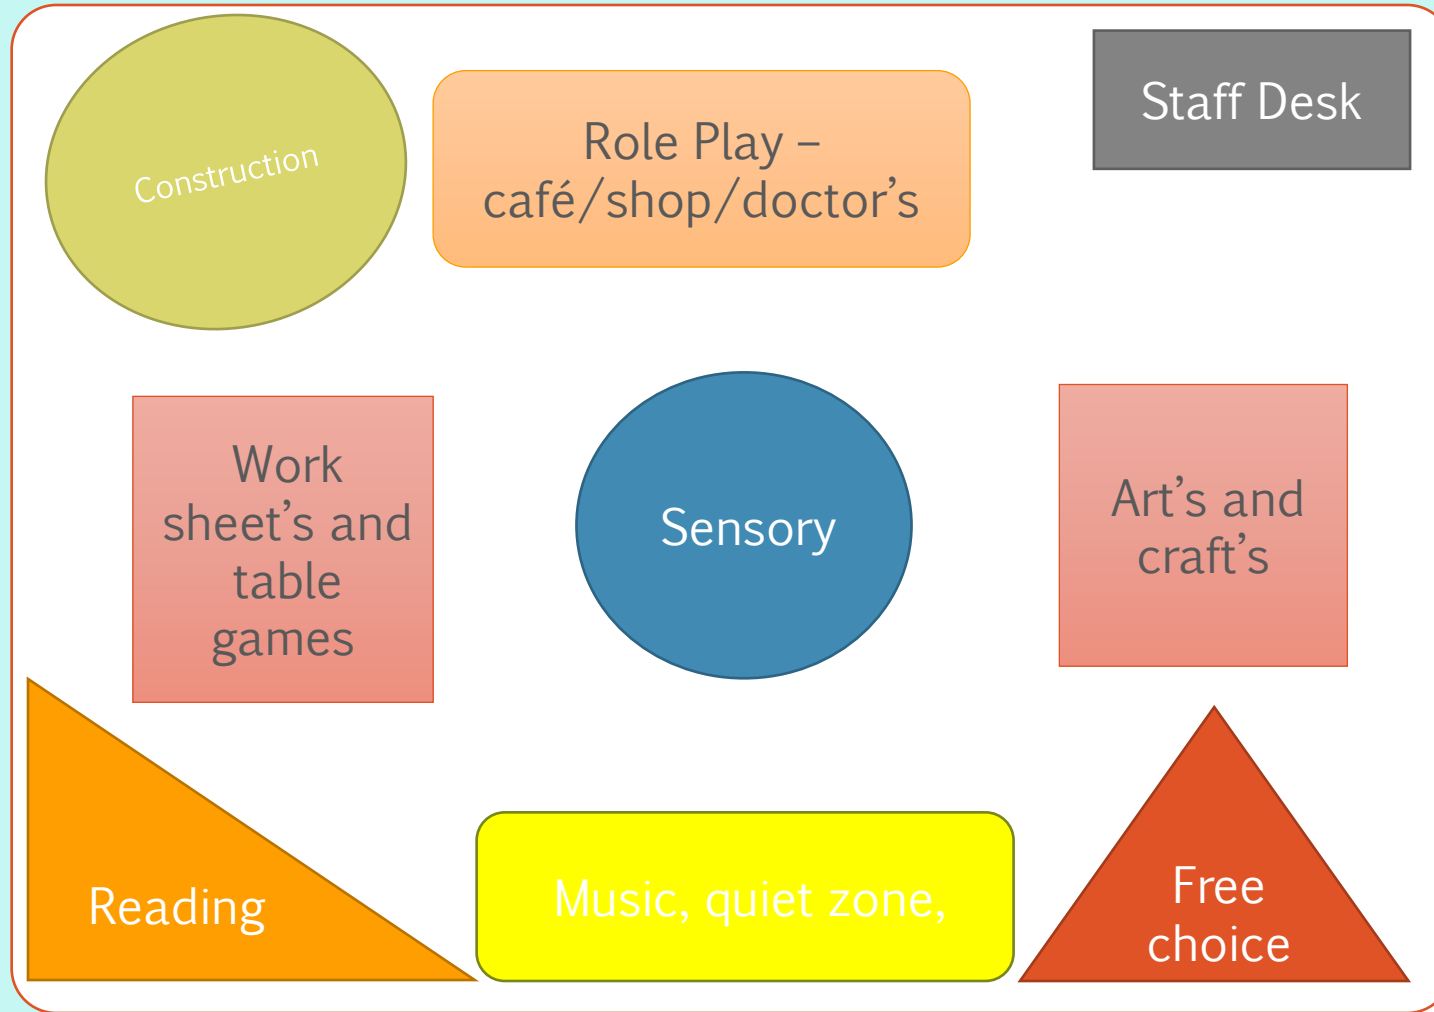 Construction
Role Play –
café/shop/doctor’s
Staff Desk
Work
sheet’s and
table
games
Sensory
Art’s and
craft’s
Reading
Music, quiet zone,
Free
choice